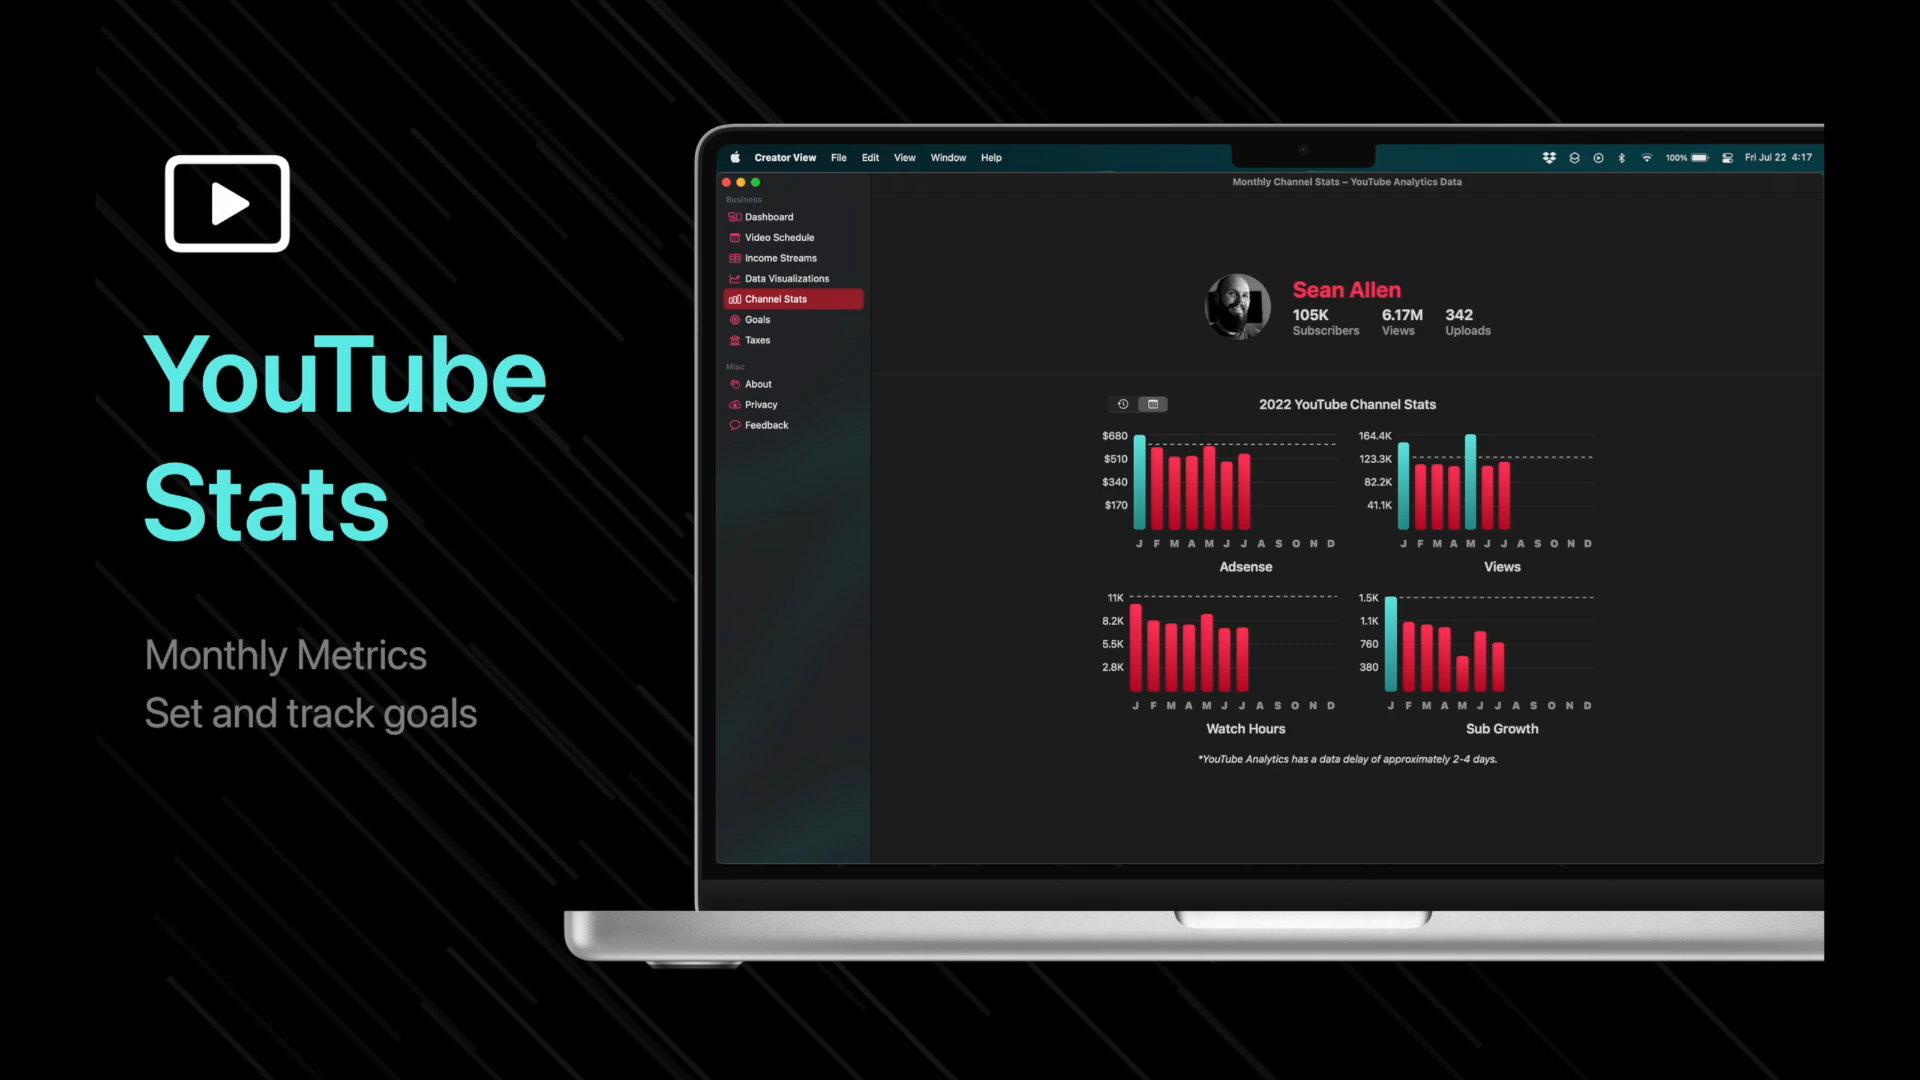 YouTube
Stats
Monthly Metrics
Set and track goals
Creator View File Edit View Window Help
100% Fri Jul 22 4:17
Monthly Channel Stats – YouTube Analytics Data
Business
Dashboard
Video Schedule
Income Streams
Data Visualizations
Channel Stats
Goals
Taxes
Misc
About
Privacy
Feedback
Sean Allen
105K 6.17M 342
Subscribers Views Uploads
2022 YouTube Channel Stats
$680
$510
$340
$170
J F M A M J J A S O N D
Adsense
164.4K
123.3K
82.2K
41.1K
J F M A M J J A S O N D
Views
11K
8.2K
5.5K
2.8K
J F M A M J J A S O N D
Watch Hours
1.5K
1.1K
760
380
J F M A M J J A S O N D
Sub Growth
*YouTube Analytics has a data delay of approximately 2-4 days.